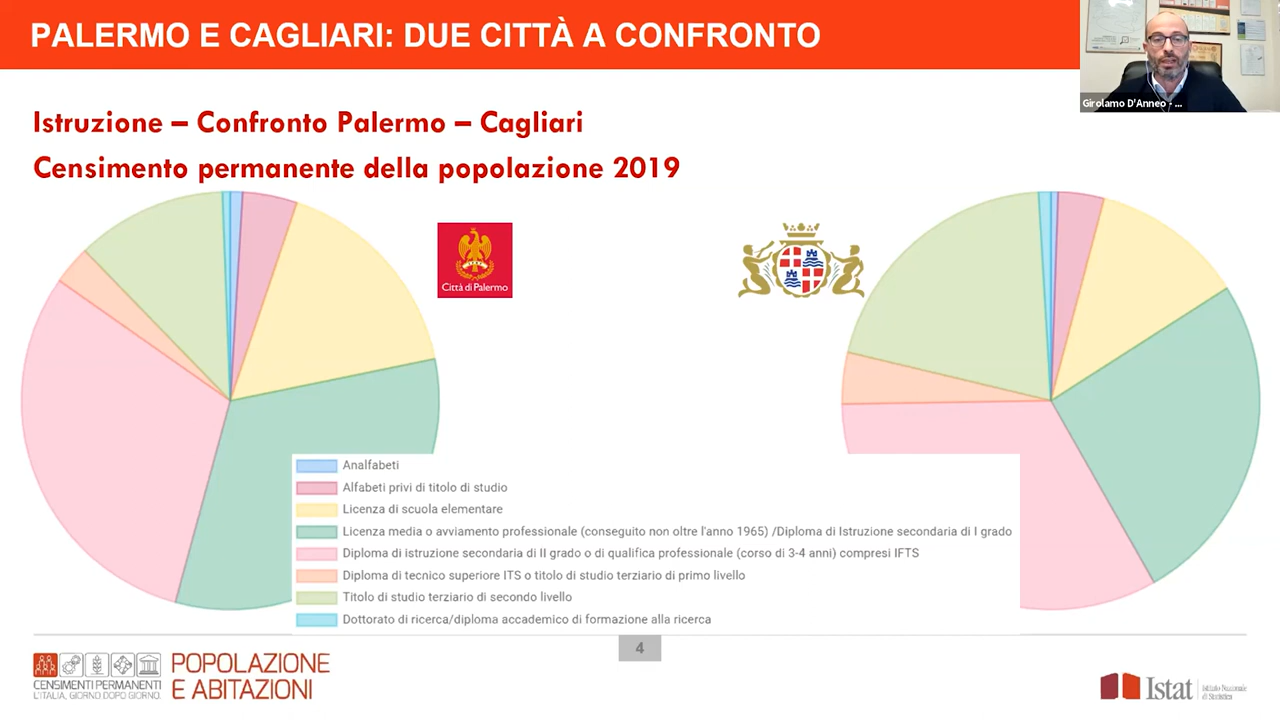 PALERMO E CAGLIARI: DUE CITTÀ A CONFRONTO
Girolamo D'Anneo - ...
Istruzione – Confronto Palermo – Cagliari
Censimento permanente della popolazione 2019
Città di Palermo
Analfabeti
Alfabeti privi di titolo di studio
Licenza di scuola elementare
Licenza media o avviamento professionale (conseguito non oltre l'anno 1965) /Diploma di Istruzione secondaria di I grado
Diploma di istruzione secondaria di II grado o di qualifica professionale (corso di 3-4 anni) compresi IFTS
Diploma di tecnico superiore ITS o titolo di studio terziario di primo livello
Titolo di studio terziario di secondo livello
Dottorato di ricerca/diploma accademico di formazione alla ricerca
4
CENSIMENTI PERMANENTI
L'ITALIA, GIORNO DOPO GIORNO.
POPOLAZIONE
E ABITAZIONI
Istat
Istituto Nazionale
di Statistica